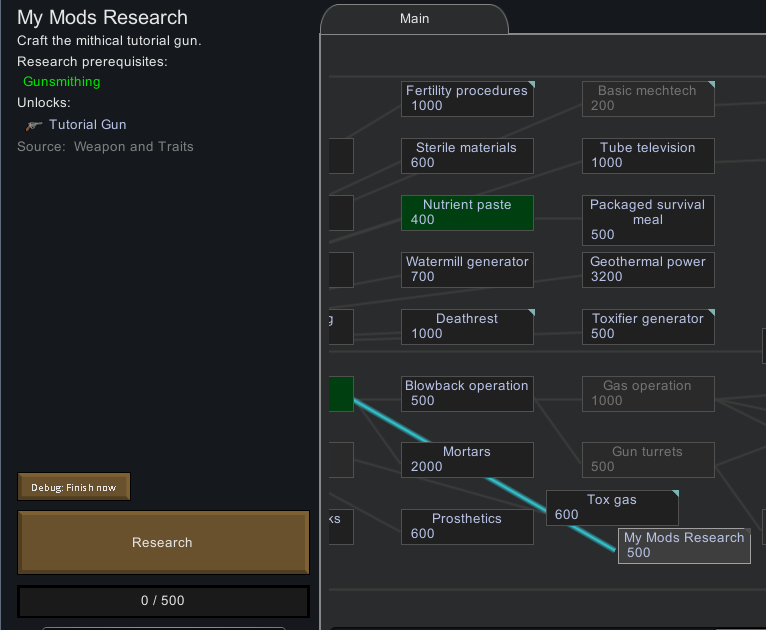 My Mods Research
Craft the mithical tutorial gun.
Research prerequisites:
Gunsmithing
Unlocks:
Tutorial Gun
Source: Weapon and Traits
Debug: Finish now
Research
0 / 500
Main
Fertility procedures
1000
Basic mechtech
200
Sterile materials
600
Tube television
1000
Nutrient paste
400
Packaged survival
meal
500
Watermill generator
700
Geothermal power
3200
g
Deathrest
1000
Toxifier generator
500
Blowback operation
500
Gas operation
1000
Mortars
2000
Gun turrets
500
Tox gas
600
ks
Prosthetics
600
My Mods Research
500